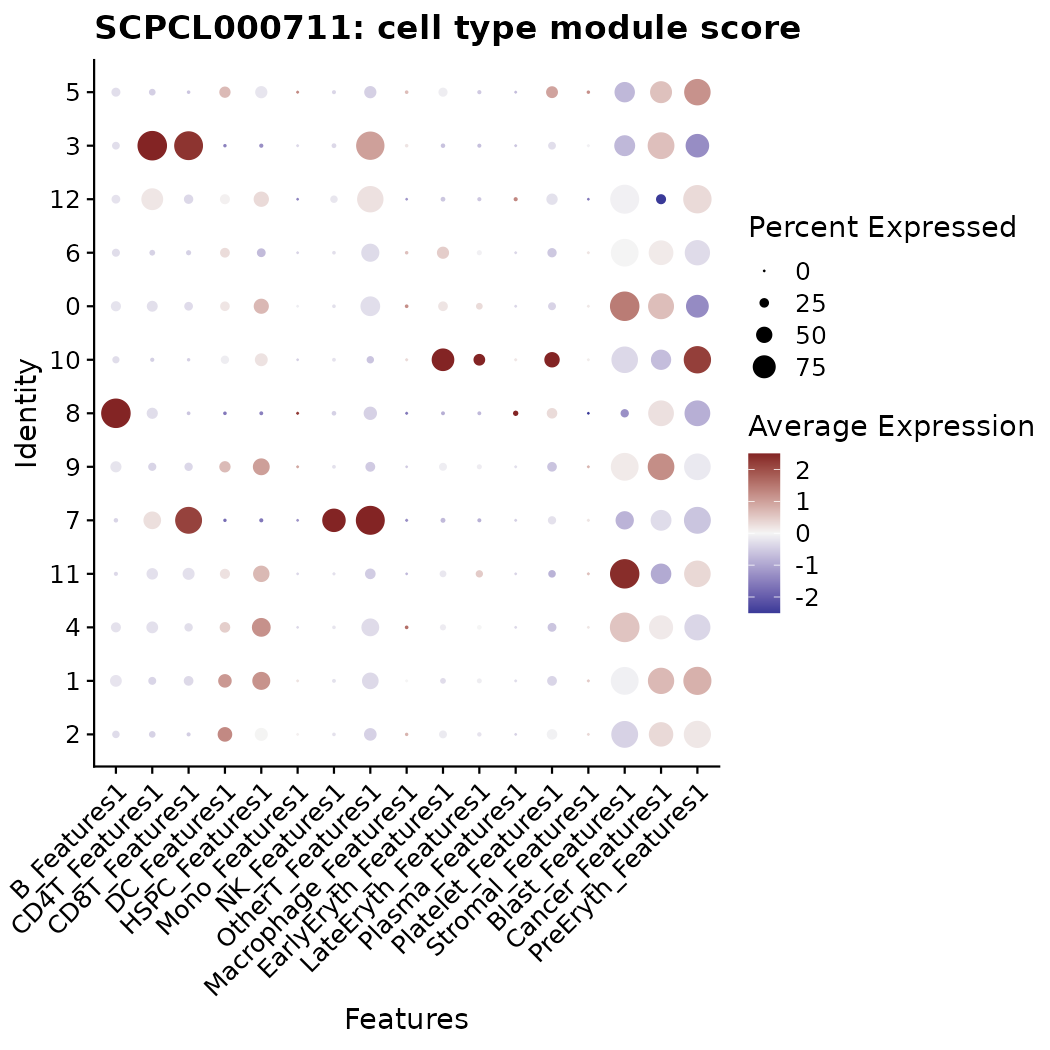 SCPCL000711: cell type module score
Identity
5
3
12
6
0
10
8
9
7
11
4
1
2
B_Features1
CD4T_Features1
CD8T_Features1
DC_Features1
HSPC_Features1
Mono_Features1
NK_Features1
OtherT_Features1
Macrophage_Features1
EarlyEryth_Features1
LateEryth_Features1
Plasma_Features1
Platelet_Features1
Stromal_Features1
Blast_Features1
Cancer_Features1
PreEryth_Features1
Features
Percent Expressed
0
25
50
75
Average Expression
2
1
0
-1
-2